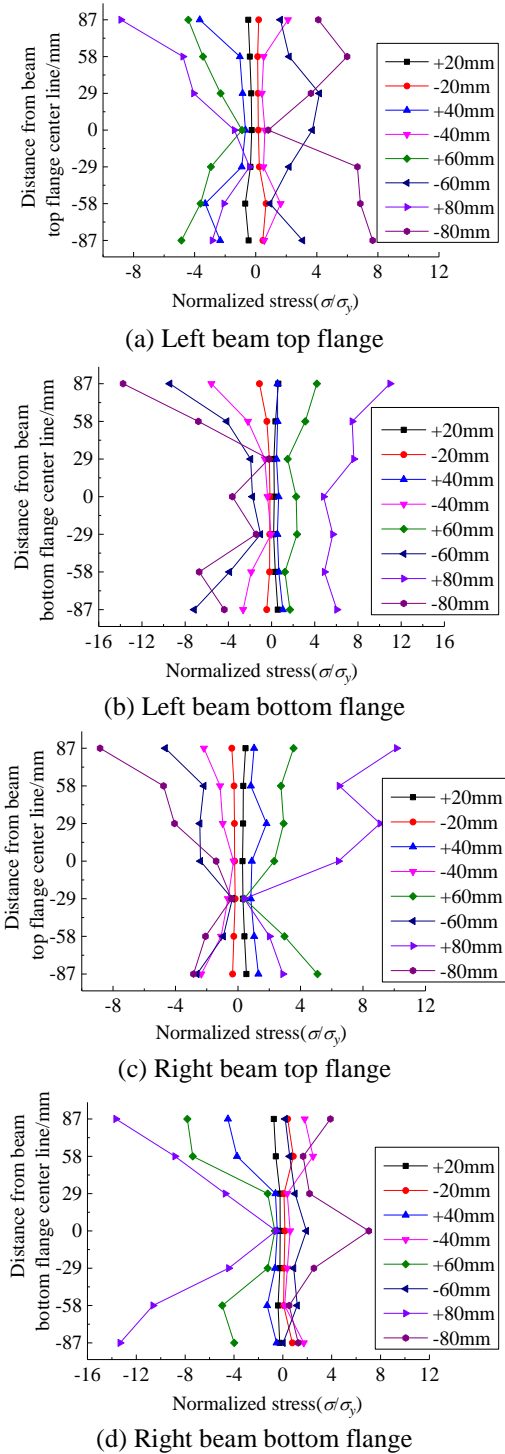 Distance from beam
top flange center line/mm
87
58
29
0
-29
-58
-87
-8
-4
0
4
8
12
+20mm
-20mm
+40mm
-40mm
+60mm
-60mm
+80mm
-80mm
Normalized stress(σ/σy)
(a) Left beam top flange
Distance from beam
bottom flange center line/mm
87
58
29
0
-29
-58
-87
-16
-12
-8
-4
0
4
8
12
16
+20mm
-20mm
+40mm
-40mm
+60mm
-60mm
+80mm
-80mm
Normalized stress(σ/σy)
(b) Left beam bottom flange
Distance from beam
top flange center line/mm
87
58
29
0
-29
-58
-87
-8
-4
0
4
8
12
+20mm
-20mm
+40mm
-40mm
+60mm
-60mm
+80mm
-80mm
Normalized stress(σ/σy)
(c) Right beam top flange
Distance from beam
bottom flange center line/mm
87
58
29
0
-29
-58
-87
-16
-12
-8
-4
0
4
8
12
+20mm
-20mm
+40mm
-40mm
+60mm
-60mm
+80mm
-80mm
Normalized stress(σ/σy)
(d) Right beam bottom flange